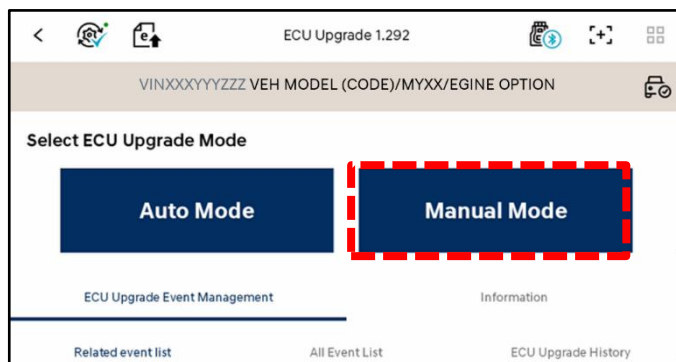 ECU Upgrade 1.292
VINXXXYYYZZZ VEH MODEL (CODE)/MYXX/EGINE OPTION
Select ECU Upgrade Mode
Auto Mode Manual Mode
ECU Upgrade Event Management Information
Related event list All Event List ECU Upgrade History